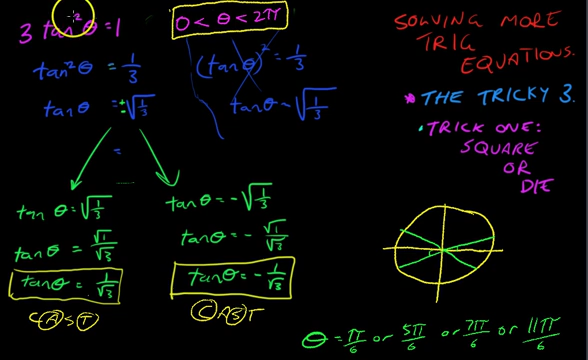 3 tan²θ = 1
0 < θ < 2π
tan²θ = 1/3
(tan θ)² = 1/3
tan θ = ±√(1/3)
tan θ = √(1/3)
=
SOLVING MORE
TRIG
EQUATIONS.
* THE TRICKY 3.
• TRICK ONE:
SQUARE
OR
DIE
tan θ = √(1/3)
tan θ = √1/√3
tan θ = 1/√3
CAST
tan θ = -√(1/3)
tan θ = -√1/√3
tan θ = -1/√3
CAST
θ = π/6 or 5π/6 or 7π/6 or 11π/6